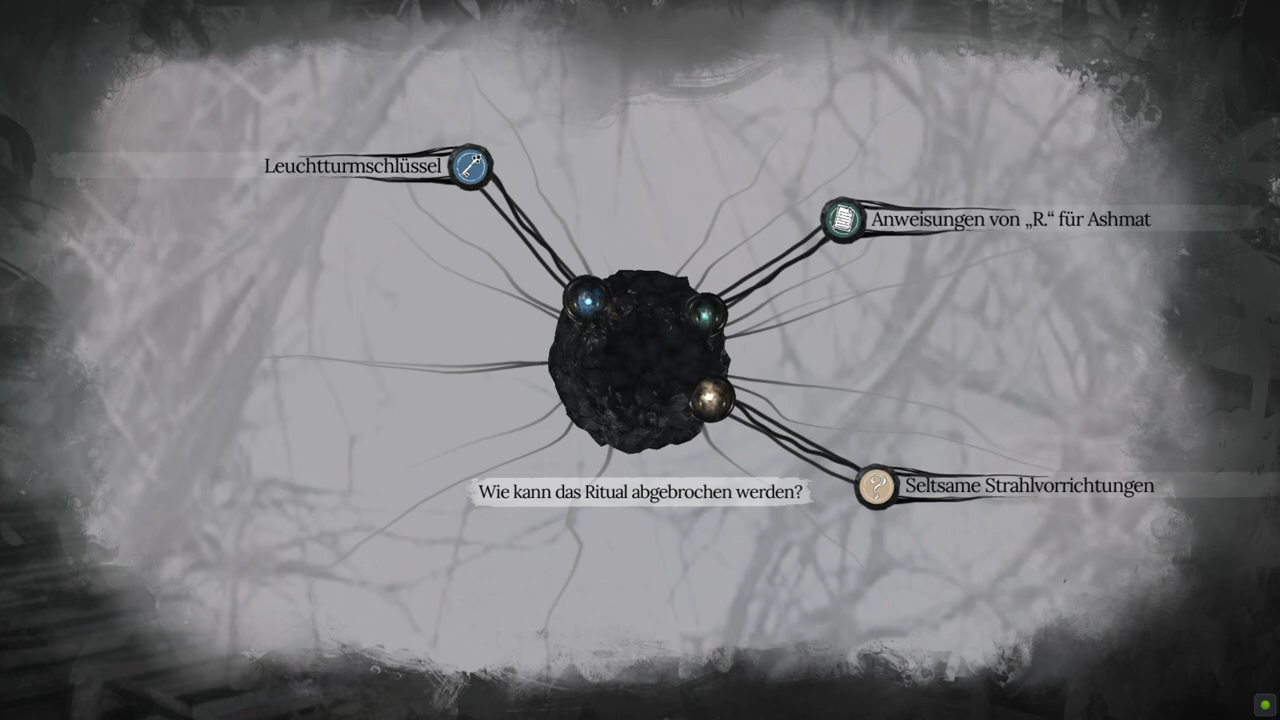 Leuchtturmschlüssel
Anweisungen von „R.“ für Ashmat
Seltsame Strahlvorrichtungen
Wie kann das Ritual abgebrochen werden?